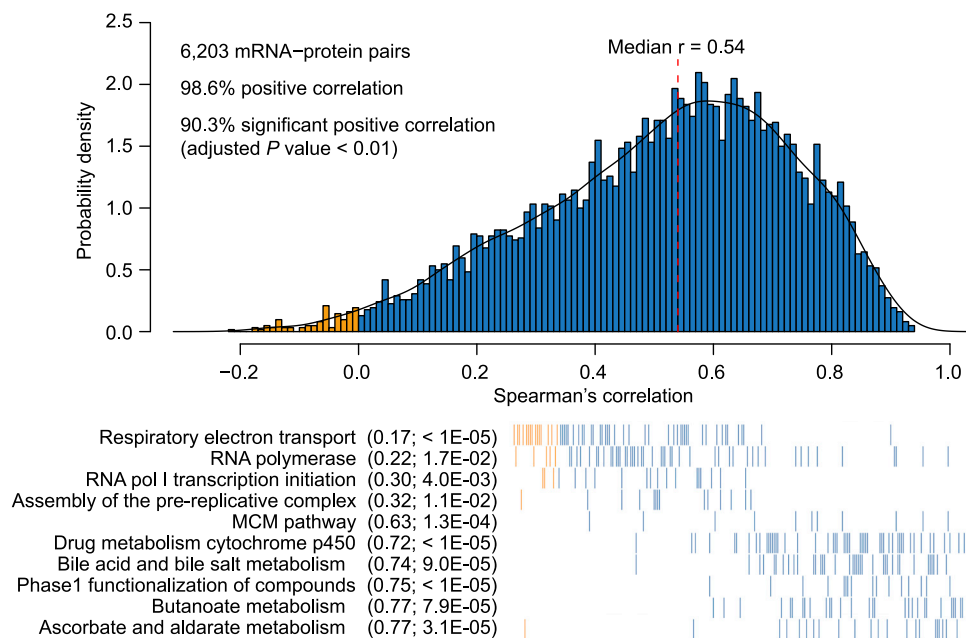 2.5
2.0
1.5
1.0
0.5
0.0
Probability density
6,203 mRNA−protein pairs
98.6% positive correlation
90.3% significant positive correlation
(adjusted P value < 0.01)
Median r = 0.54
−0.2 0.0 0.2 0.4 0.6 0.8 1.0
Spearman's correlation
Respiratory electron transport (0.17; < 1E-05)
RNA polymerase (0.22; 1.7E-02)
RNA pol I transcription initiation (0.30; 4.0E-03)
Assembly of the pre-replicative complex (0.32; 1.1E-02)
MCM pathway (0.63; 1.3E-04)
Drug metabolism cytochrome p450 (0.72; < 1E-05)
Bile acid and bile salt metabolism (0.74; 9.0E-05)
Phase1 functionalization of compounds (0.75; < 1E-05)
Butanoate metabolism (0.77; 7.9E-05)
Ascorbate and aldarate metabolism (0.77; 3.1E-05)